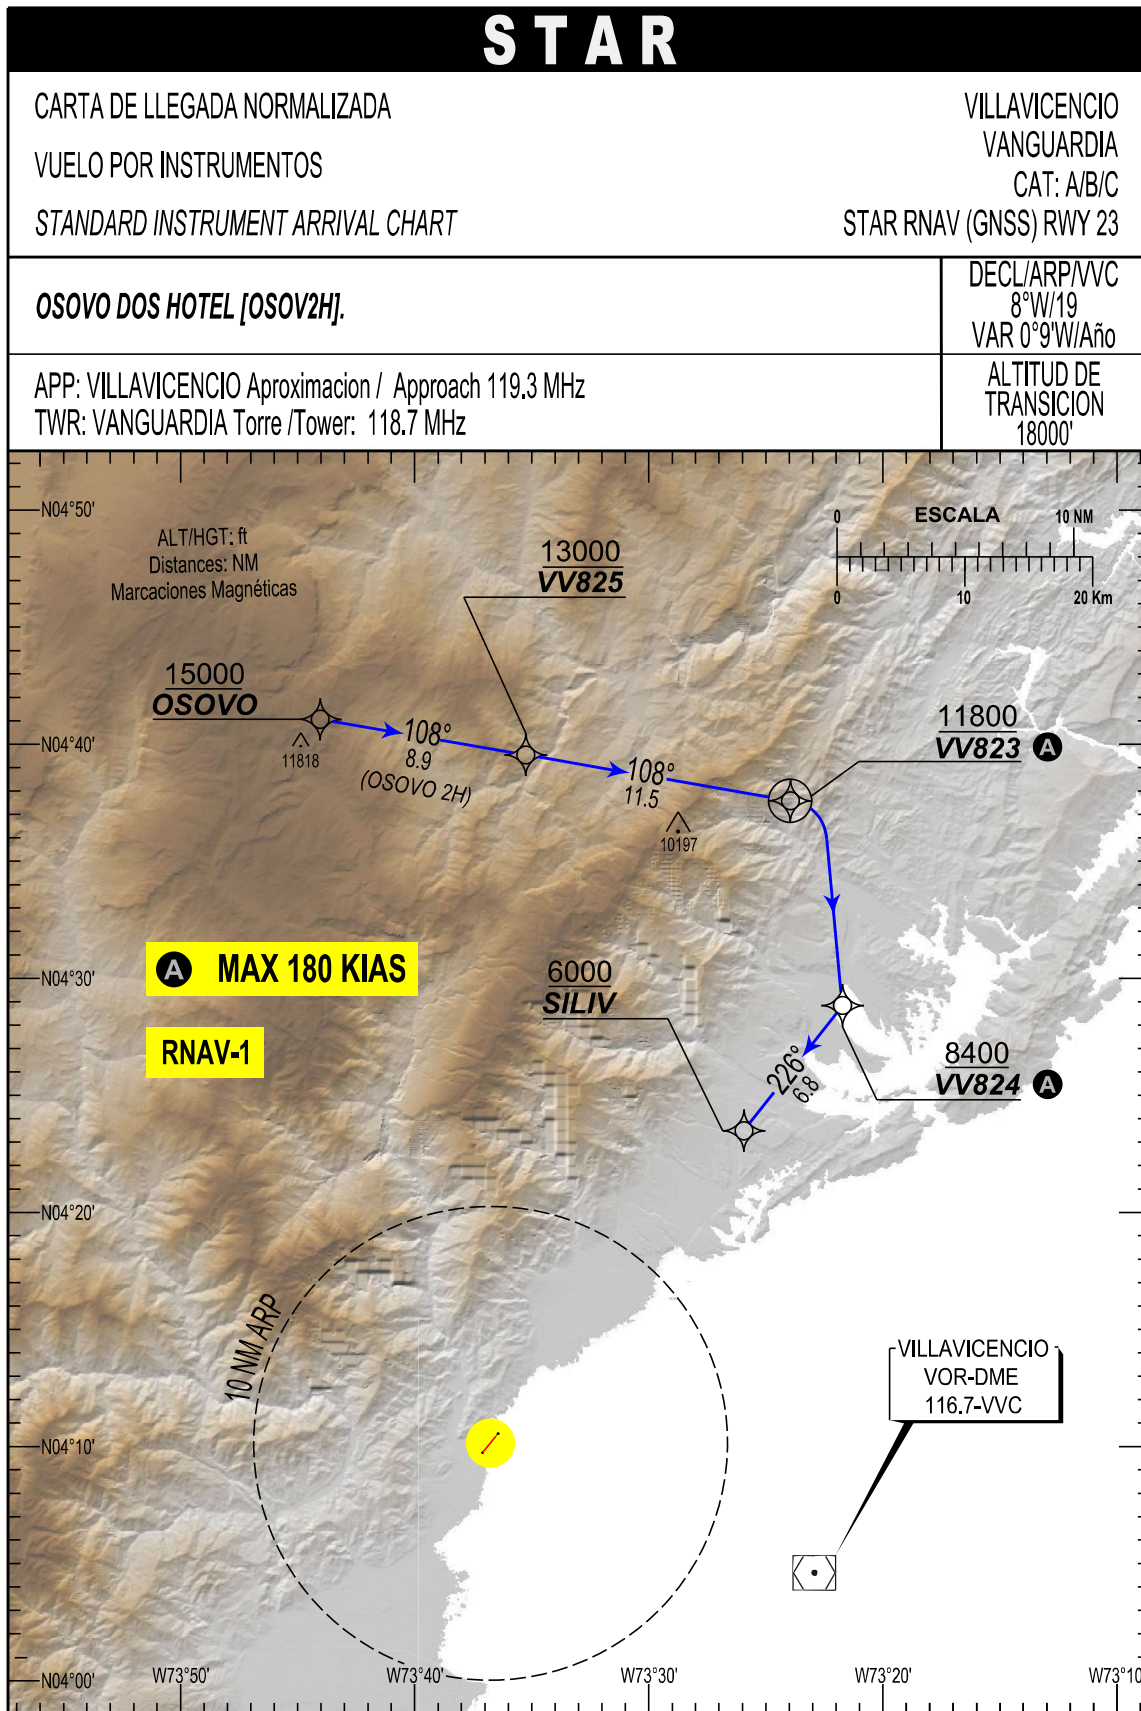 STAR
CARTA DE LLEGADA NORMALIZADA
VUELO POR INSTRUMENTOS
STANDARD INSTRUMENT ARRIVAL CHART
VILLAVICENCIO
VANGUARDIA
CAT: A/B/C
STAR RNAV (GNSS) RWY 23
OSOVO DOS HOTEL [OSOV2H].
DECL/ARP/VVC
8°W/19
VAR 0°9'W/Año
APP: VILLAVICENCIO Aproximacion / Approach 119.3 MHz
TWR: VANGUARDIA Torre /Tower: 118.7 MHz
ALTITUD DE
TRANSICION
18000'
N04°50'
ALT/HGT: ft
Distances: NM
Marcaciones Magnéticas
0 ESCALA 10 NM
0 10 20 Km
13000
VV825
15000
OSOVO
11818
108°
8.9
(OSOVO 2H)
108°
11.5
10197
11800
VV823 A
N04°40'
N04°30'
A MAX 180 KIAS
RNAV-1
6000
SILIV
226°
6.8
8400
VV824 A
N04°20'
10 NM ARP
VILLAVICENCIO
VOR-DME
116.7-VVC
N04°10'
N04°00'
W73°50'
W73°40'
W73°30'
W73°20'
W73°10